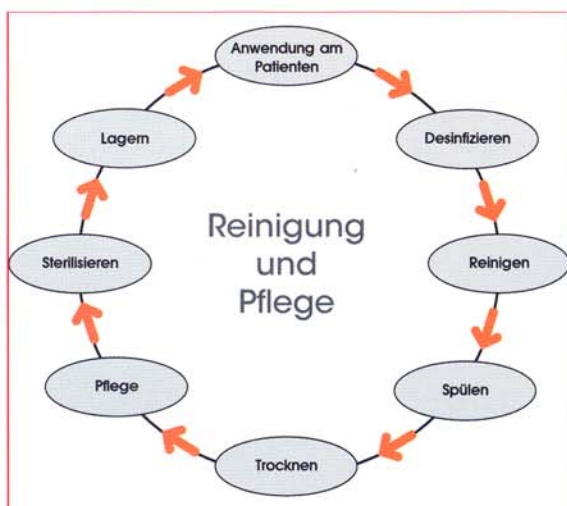 Anwendung am
Patienten
Desinfizieren
Reinigen
Spülen
Trocknen
Pflege
Sterilisieren
Lagern
Reinigung
und
Pflege